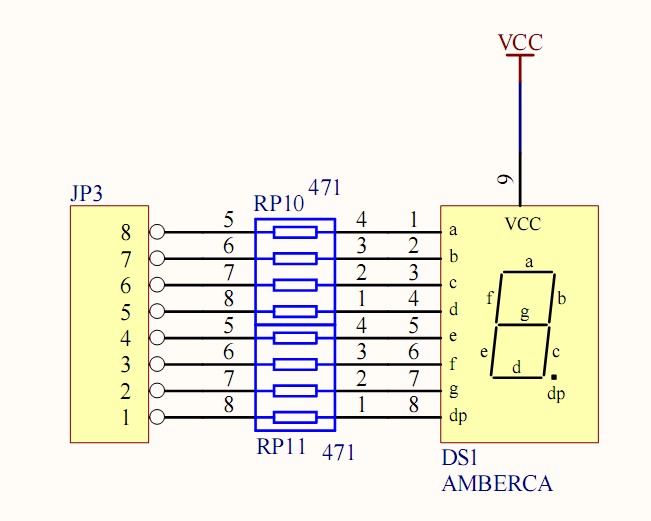 VCC
9
JP3
RP10 471
VCC
8 5 4 1 a
7 6 3 2 b
6 7 2 3 c
5 8 1 4 d
4 5 4 5 e
3 6 3 6 f
2 7 2 7 g
1 8 1 8 dp
a
f b
g
e c
d
dp
RP11 471
DS1
AMBERCA